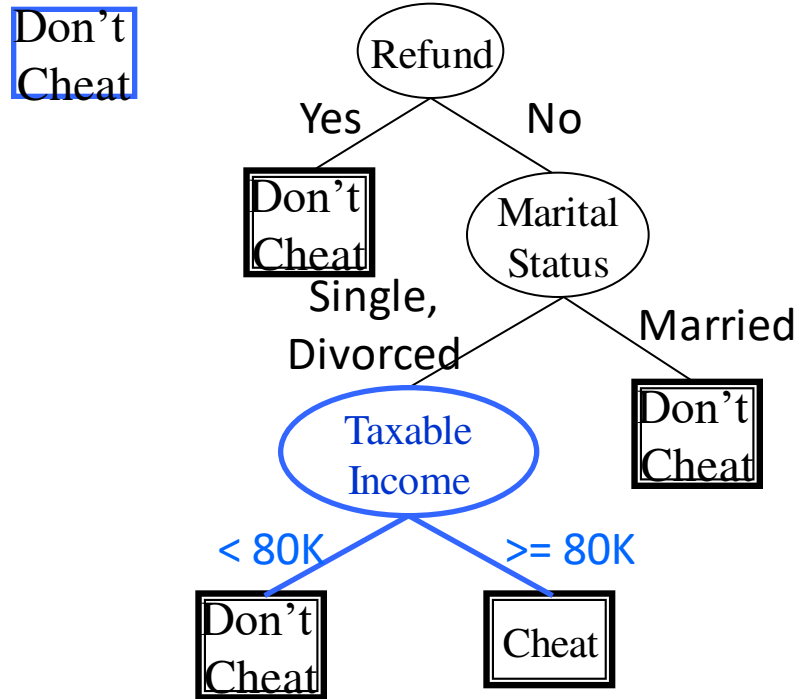 Don't
Cheat
Refund
Yes
No
Don't
Cheat
Marital
Status
Single,
Divorced
Married
Taxable
Income
Don't
Cheat
< 80K
>= 80K
Don't
Cheat
Cheat